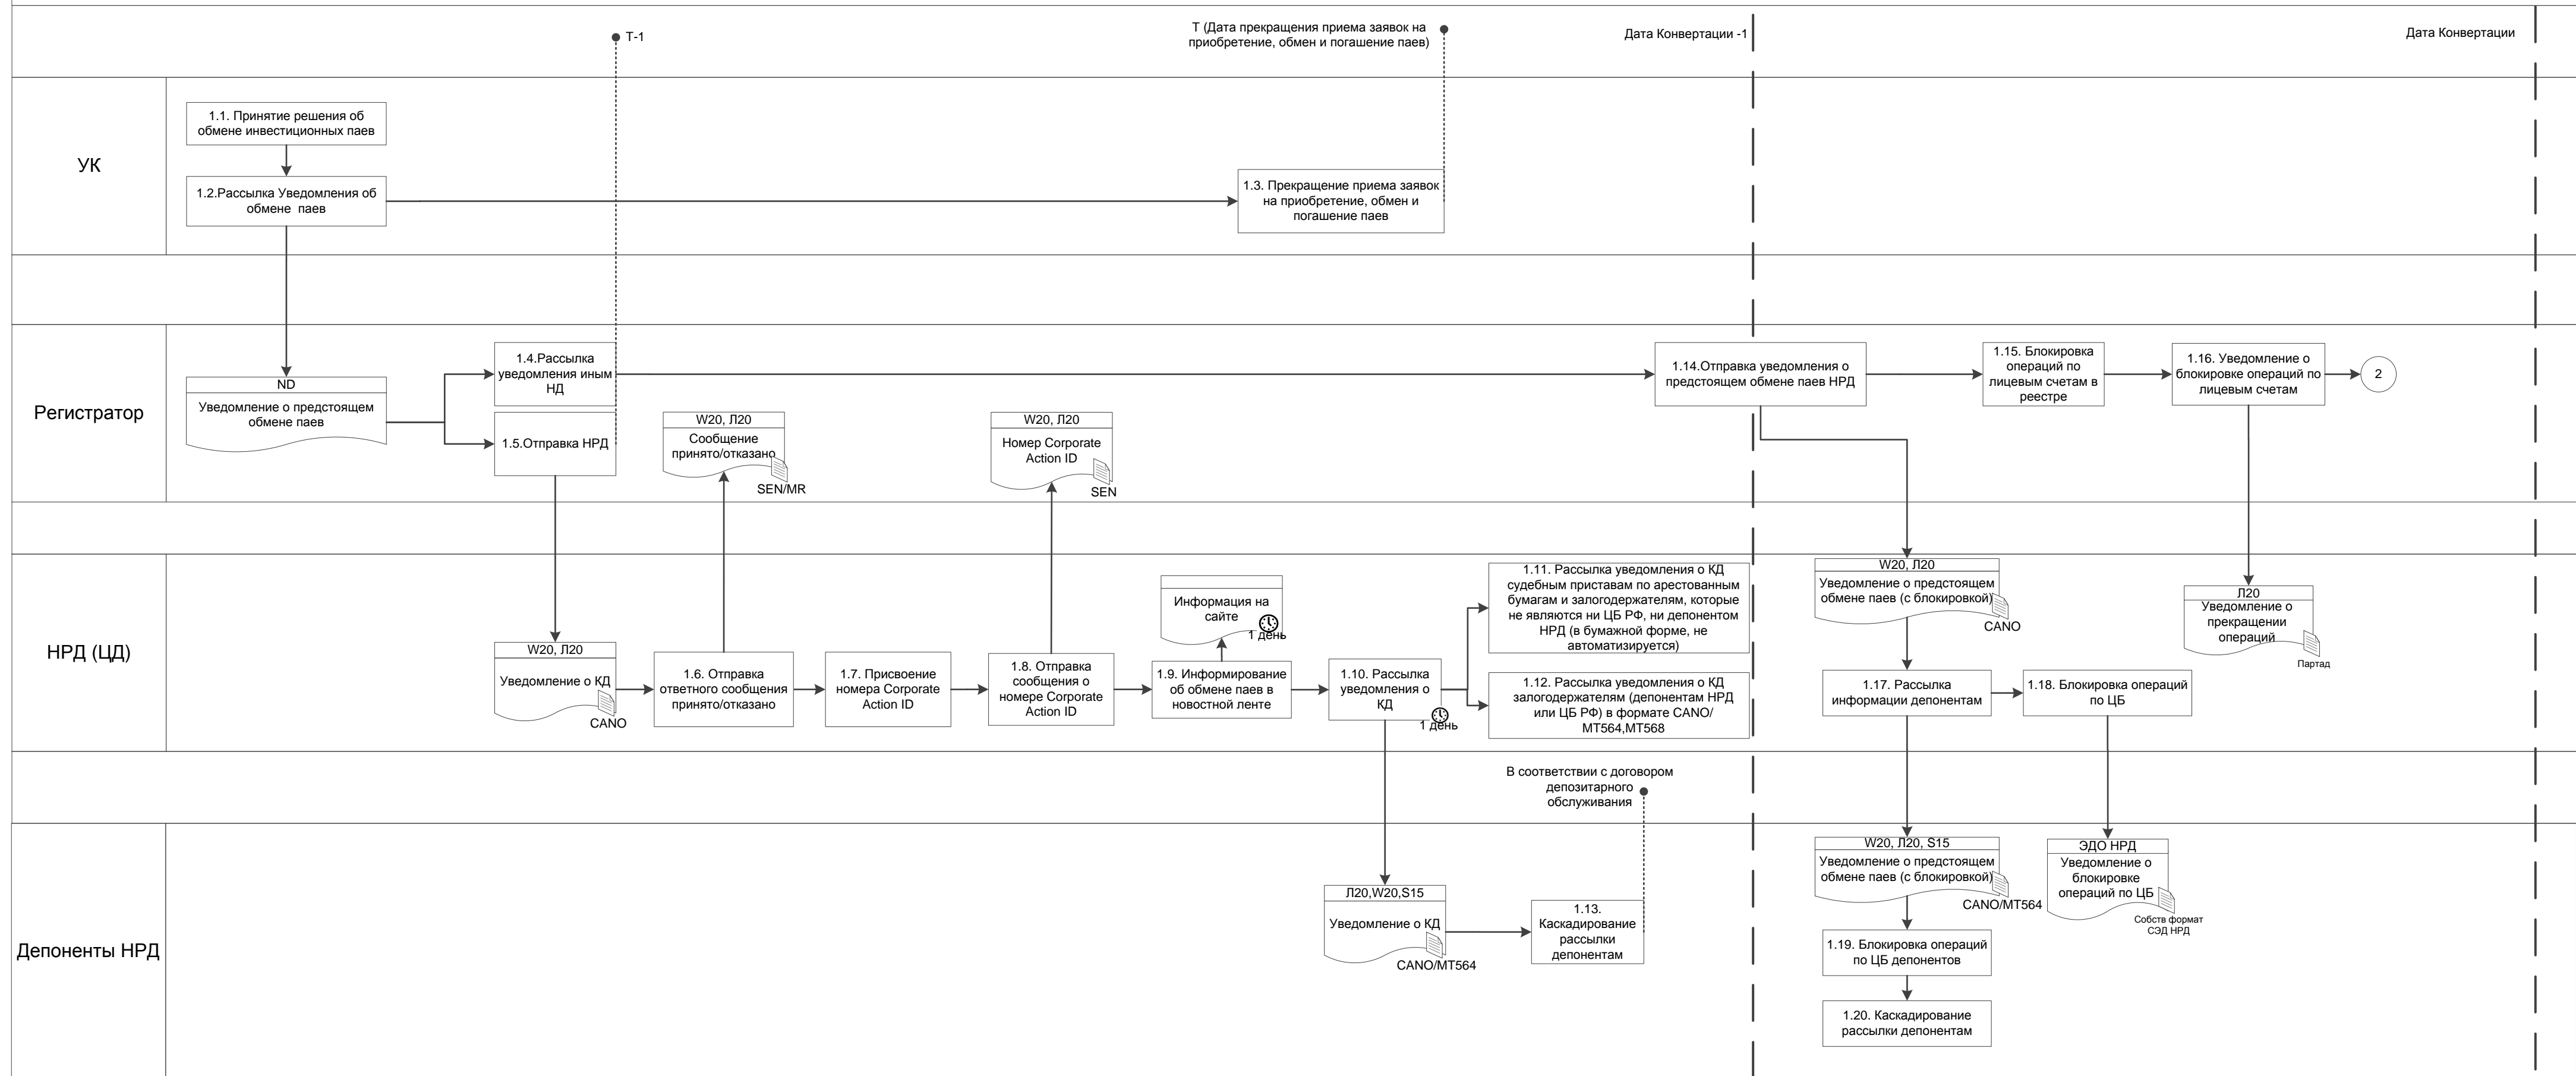 Т-1
Т (Дата прекращения приема заявок на
приобретение, обмен и погашение паев)
Дата Конвертации -1
Дата Конвертации
УК
1.1. Принятие решения об
обмене инвестиционных паев
1.2.Рассылка Уведомления об
обмене паев
1.3. Прекращение приема заявок
на приобретение, обмен и
погашение паев
Регистратор
ND
Уведомление о предстоящем
обмене паев
1.4.Рассылка
уведомления иным
НД
1.5.Отправка НРД
W20, Л20
Сообщение
принято/отказано
SEN/MR
W20, Л20
Номер Corporate
Action ID
SEN
1.14.Отправка уведомления о
предстоящем обмене паев НРД
1.15. Блокировка
операций по
лицевым счетам в
реестре
1.16. Уведомление о
блокировке операций по
лицевым счетам
2
НРД (ЦД)
W20, Л20
Уведомление о КД
CANO
1.6. Отправка
ответного сообщения
принято/отказано
1.7. Присвоение
номера Corporate
Action ID
1.8. Отправка
сообщения о
номере Corporate
Action ID
Информация на
сайте
1 день
1.9. Информирование
об обмене паев в
новостной ленте
1.10. Рассылка
уведомления о
КД
1 день
1.11. Рассылка уведомления о КД
судебным приставам по арестованным
бумагам и залогодержателям, которые
не являются ни ЦБ РФ, ни депонентом
НРД (в бумажной форме, не
автоматизируется)
1.12. Рассылка уведомления о КД
залогодержателям (депонентам НРД
или ЦБ РФ) в формате CANO/
МТ564,МТ568
W20, Л20
Уведомление о предстоящем
обмене паев (с блокировкой)
CANO
1.17. Рассылка
информации депонентам
1.18. Блокировка операций
по ЦБ
Л20
Уведомление о
прекращении
операций
Партад
В соответствии с договором
депозитарного
обслуживания
Депоненты НРД
Л20,W20,S15
Уведомление о КД
CANO/MT564
1.13.
Каскадирование
рассылки
депонентам
W20, Л20, S15
Уведомление о предстоящем
обмене паев (с блокировкой)
CANO/MT564
ЭДО НРД
Уведомление о
блокировке
операций по ЦБ
Собств формат
СЭД НРД
1.19. Блокировка операций
по ЦБ депонентов
1.20. Каскадирование
рассылки депонентам